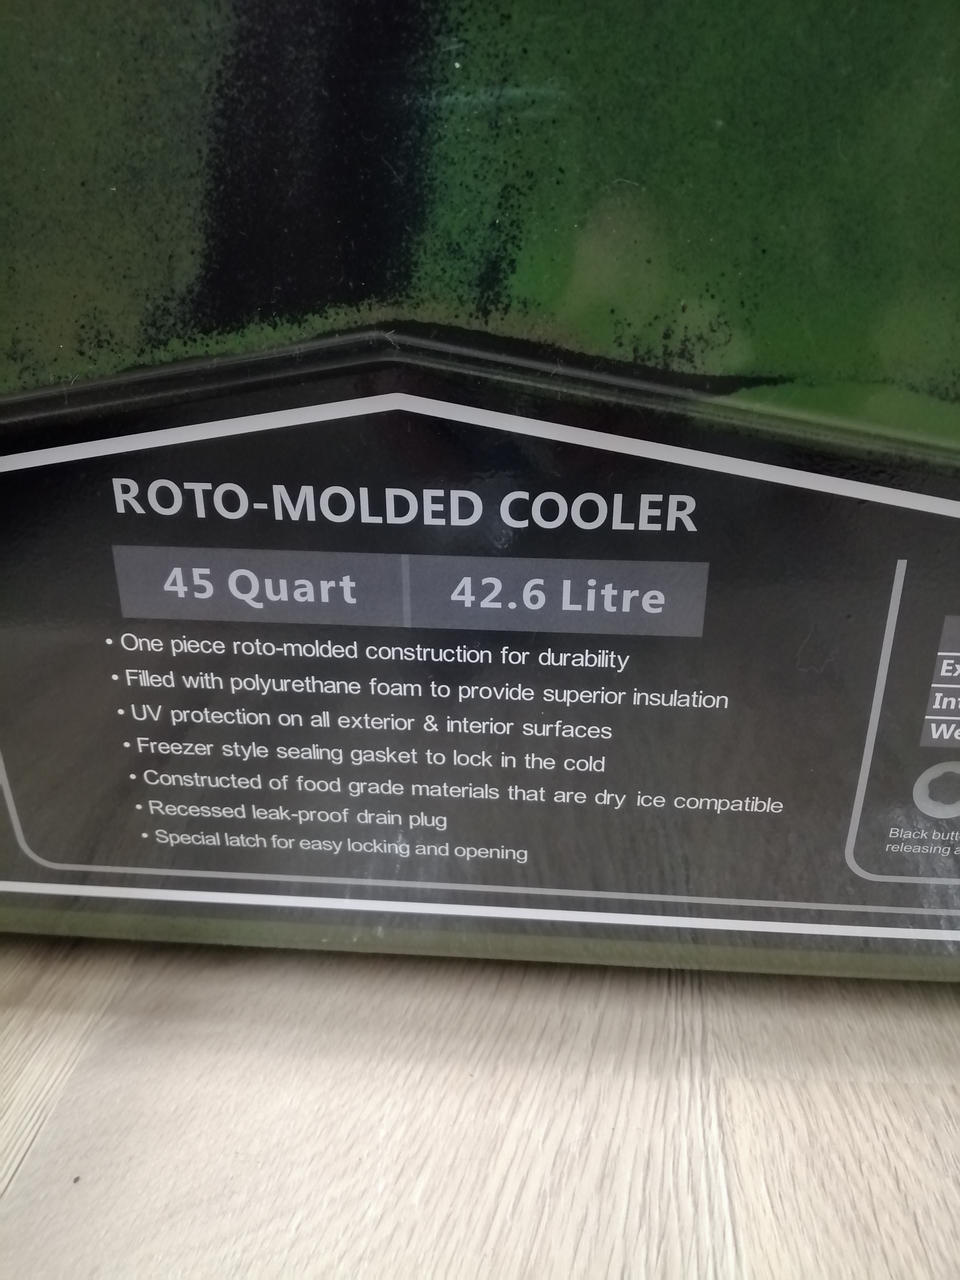 ROTO-MOLDED COOLER
45 Quart 42.6 Litre
• One piece roto-molded construction for durability
• Filled with polyurethane foam to provide superior insulation
• UV protection on all exterior & interior surfaces
• Freezer style sealing gasket to lock in the cold
• Constructed of food grade materials that are dry ice compatible
• Recessed leak-proof drain plug
• Special latch for easy locking and opening
Black
releasing